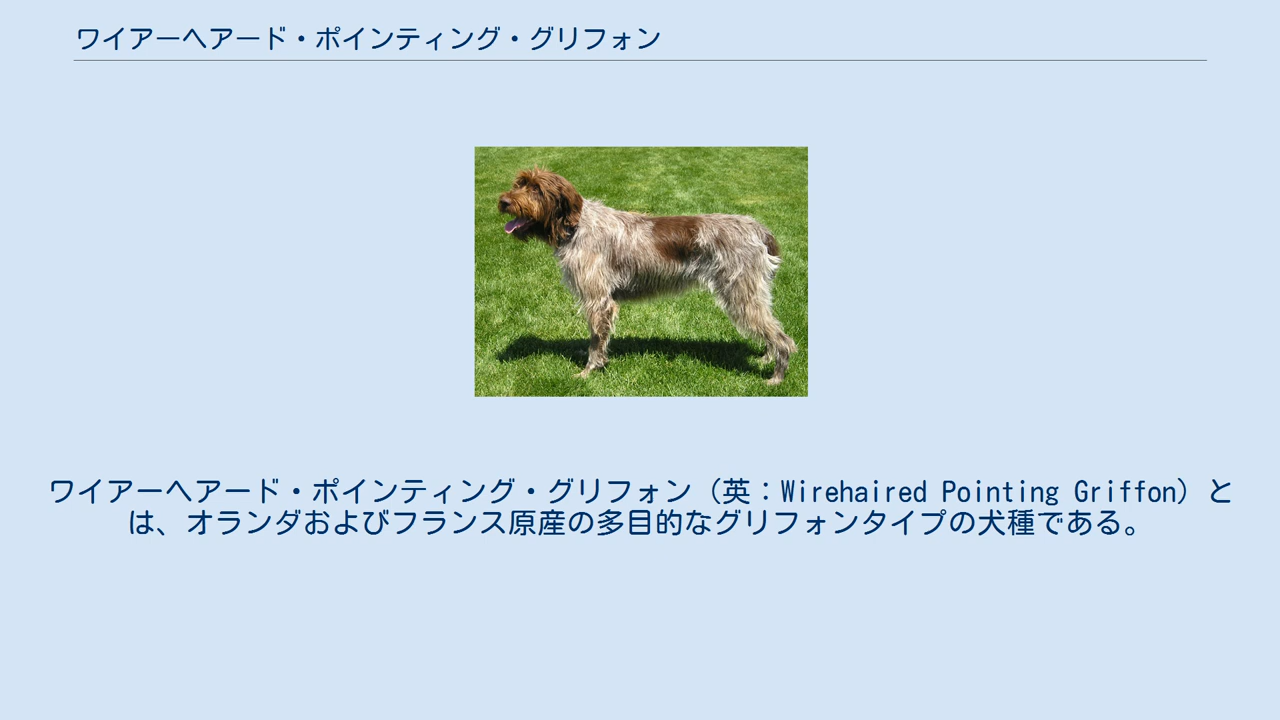 ワイアーヘアード・ポインティング・グリフォン
ワイアーヘアード・ポインティング・グリフォン（英：Wirehaired Pointing Griffon）と
は、オランダおよびフランス原産の多目的なグリフォンタイプの犬種である。